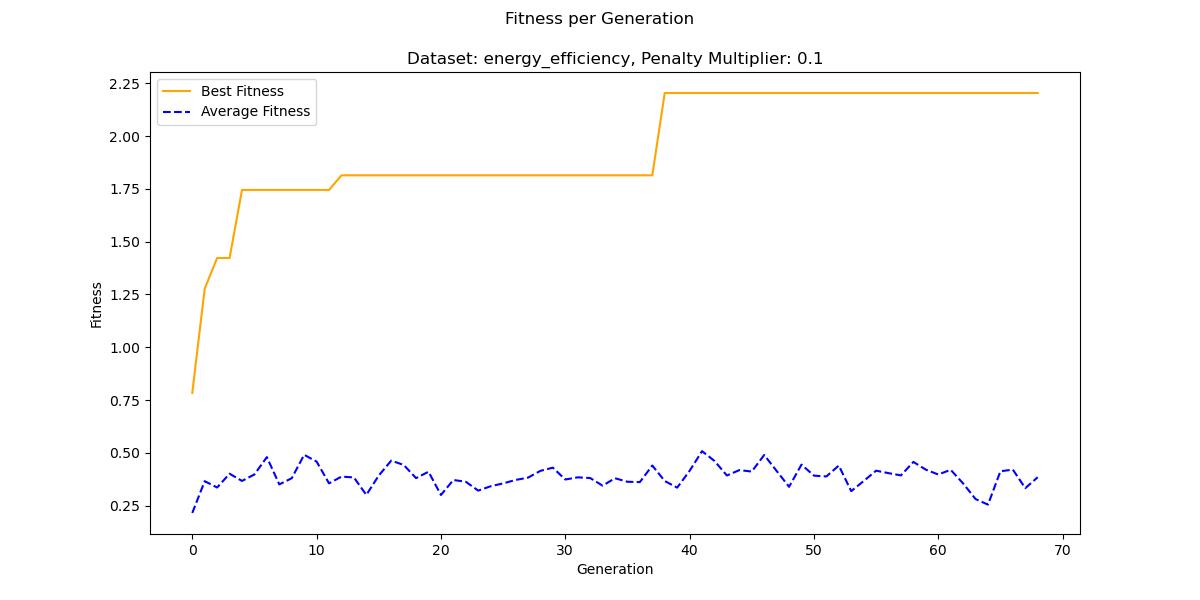 Fitness per Generation
Dataset: energy_efficiency, Penalty Multiplier: 0.1
Best Fitness
Average Fitness
2.25
2.00
1.75
1.50
1.25
1.00
0.75
0.50
0.25
Fitness
0 10 20 30 40 50 60 70
Generation